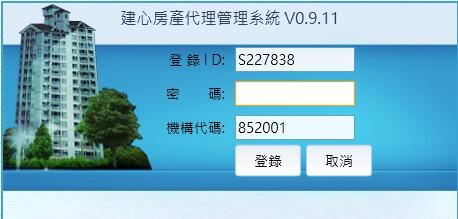 建心房產代理管理系統 V0.9.11
登 錄 I D: S227838
密 碼:
機構代碼: 852001
登錄 取消